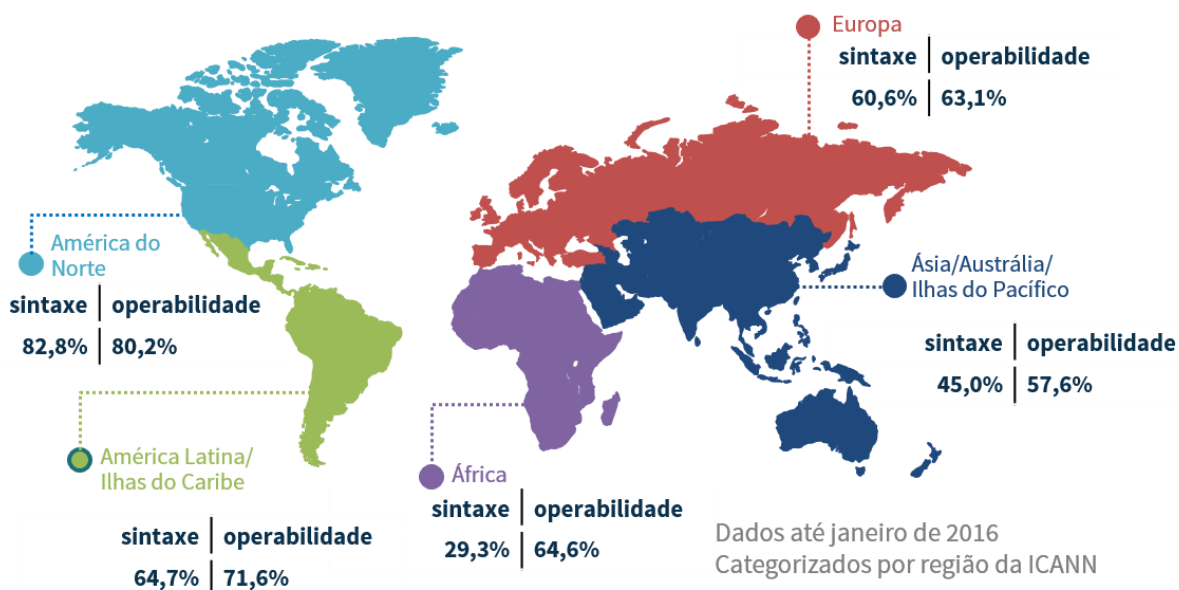 Europa
sintaxe operabilidade
60,6% 63,1%
América do
Norte
sintaxe operabilidade
82,8% 80,2%
Ásia/Austrália/
Ilhas do Pacífico
sintaxe operabilidade
45,0% 57,6%
América Latina/
Ilhas do Caribe
sintaxe operabilidade
64,7% 71,6%
África
sintaxe operabilidade
29,3% 64,6%
Dados até janeiro de 2016
Categorizados por região da ICANN